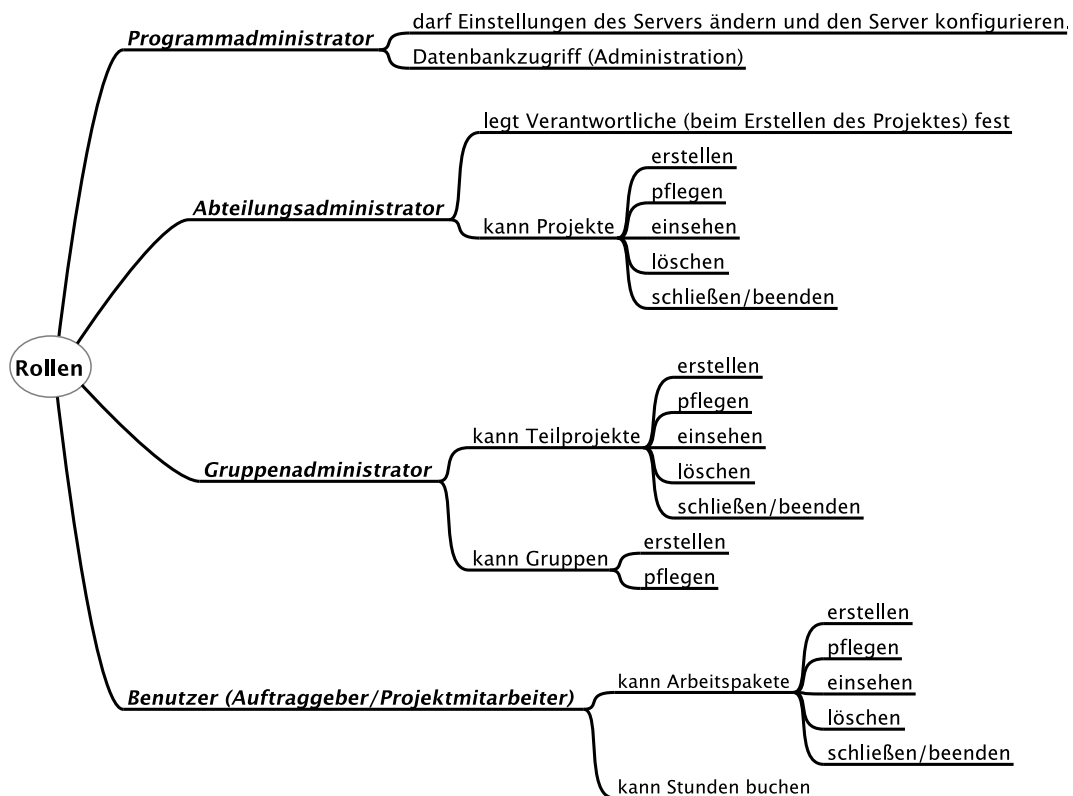 darf Einstellungen des Servers ändern und den Server konfigurieren.
Programmadministrator
Datenbankzugriff (Administration)
legt Verantwortliche (beim Erstellen des Projektes) fest
erstellen
pflegen
Abteilungsadministrator
kann Projekte
einsehen
löschen
schließen/beenden
Rollen
erstellen
pflegen
kann Teilprojekte
einsehen
Gruppenadministrator
löschen
schließen/beenden
erstellen
kann Gruppen
pflegen
erstellen
pflegen
kann Arbeitspakete
einsehen
Benutzer (Auftraggeber/Projektmitarbeiter)
löschen
schließen/beenden
kann Stunden buchen